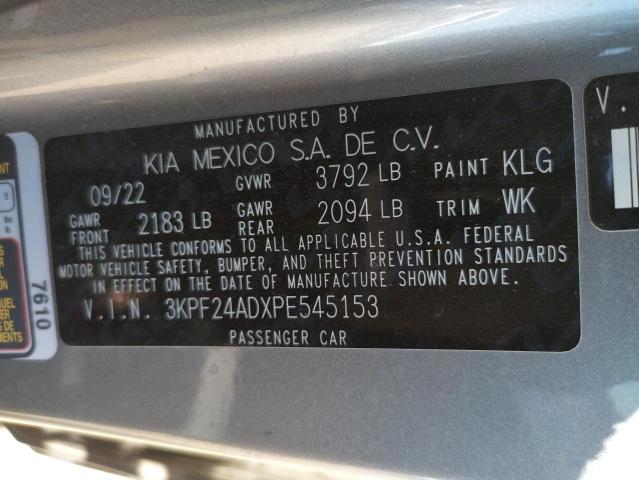 MANUFACTURED BY
KIA MEXICO S.A. DE C.V.
09/22 GVWR 3792 LB PAINT KLG
GAWR FRONT 2183 LB GAWR REAR 2094 LB TRIM WK
THIS VEHICLE CONFORMS TO ALL APPLICABLE U.S.A. FEDERAL
MOTOR VEHICLE SAFETY, BUMPER, AND THEFT PREVENTION STANDARDS
IN EFFECT ON THE DATE OF MANUFACTURE SHOWN ABOVE.
V.I.N. 3KPF24ADXPE545153
PASSENGER CAR
7610
V.